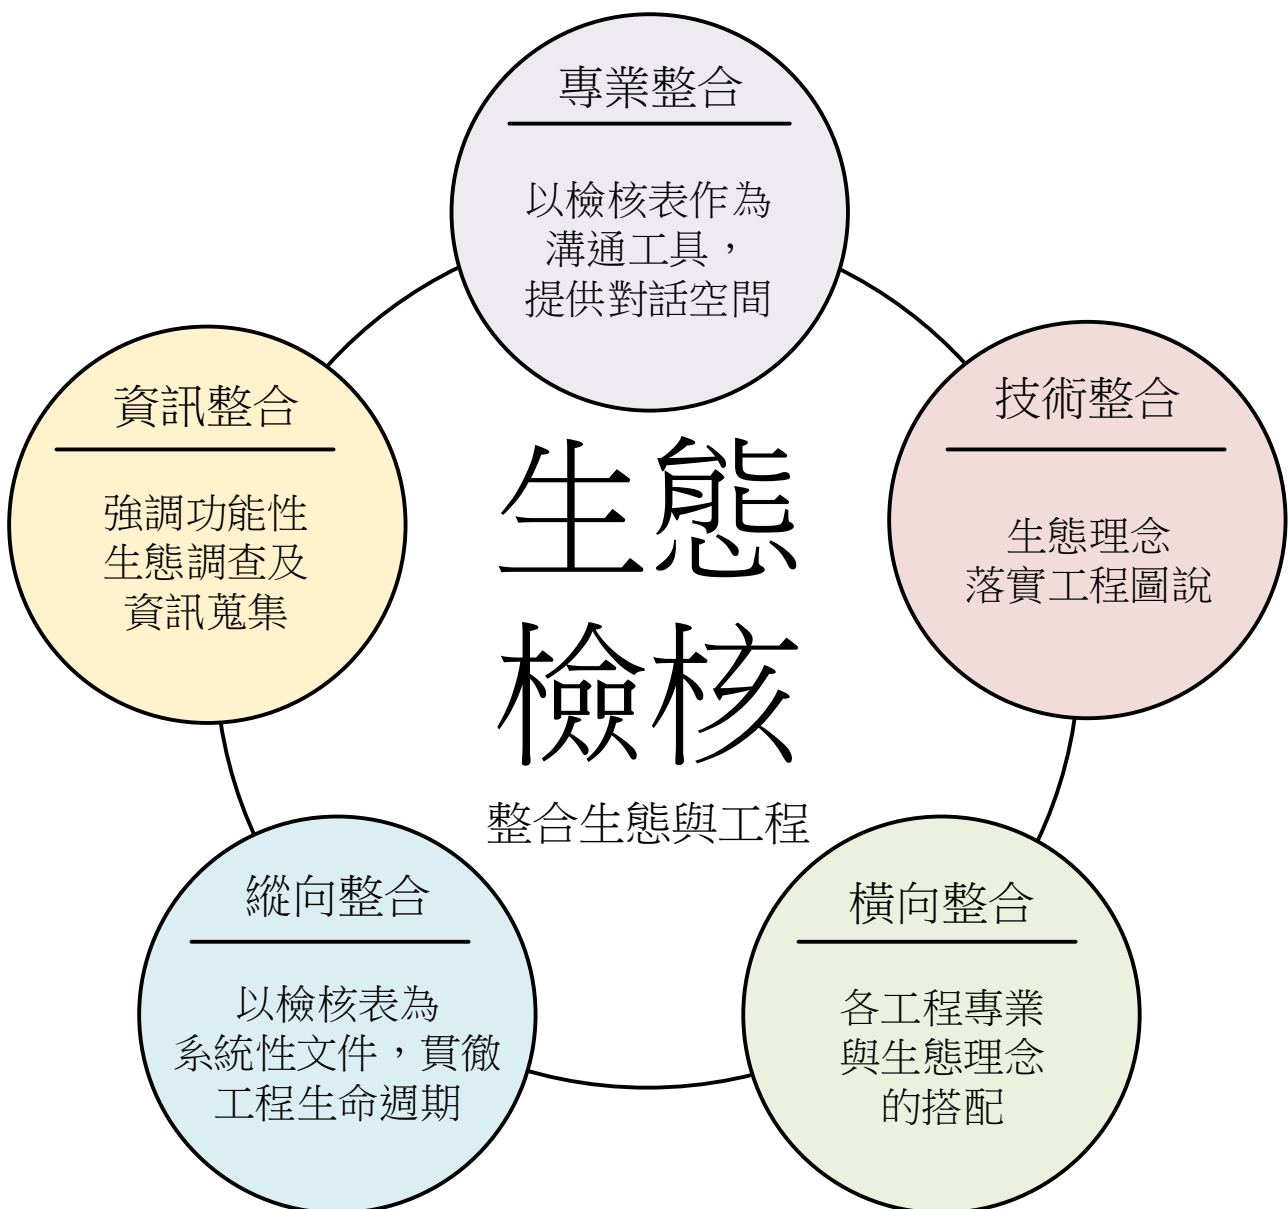 專業整合
以檢核表作為
溝通工具，
提供對話空間
資訊整合
強調功能性
生態調查及
資訊蒐集
技術整合
生態理念
落實工程圖說
生態
檢核
整合生態與工程
縱向整合
以檢核表為
系統性文件，貫徹
工程生命週期
橫向整合
各工程專業
與生態理念
的搭配